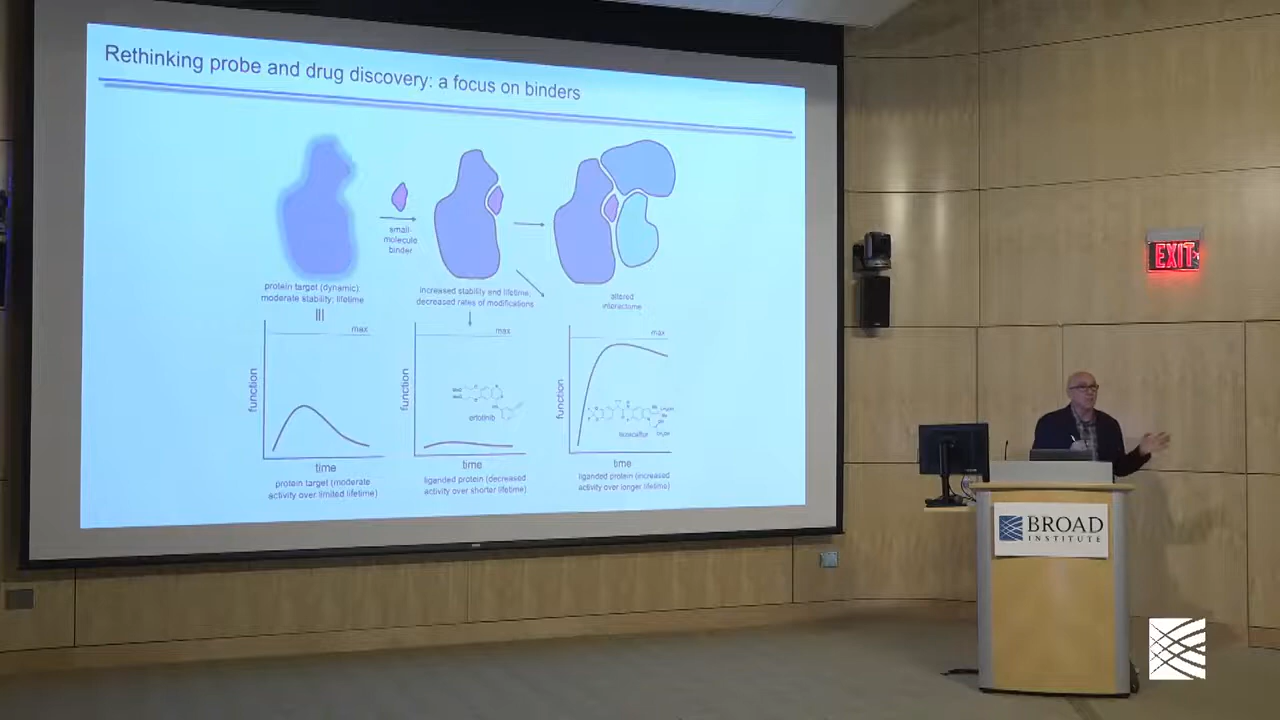 Rethinking probe and drug discovery: a focus on binders
small-
molecule
binder
protein target (dynamic):
moderate stability; lifetime
increased stability and lifetime;
decreased rates of modifications
altered
interactome
max
function
time
protein target (moderate
activity over limited lifetime)
max
function
erlotinib
time
liganded protein (decreased
activity over shorter lifetime)
max
function
time
liganded protein (increased
activity over longer lifetime)
EXIT
BROAD
INSTITUTE